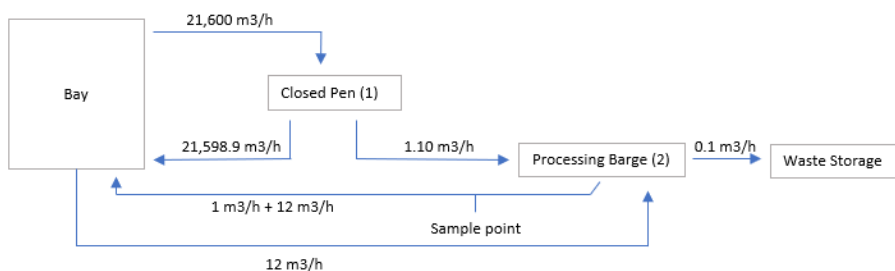 21,600 m3/h
Bay
Closed Pen (1)
21,598.9 m3/h
1.10 m3/h
Processing Barge (2)
0.1 m3/h
Waste Storage
1 m3/h + 12 m3/h
Sample point
12 m3/h